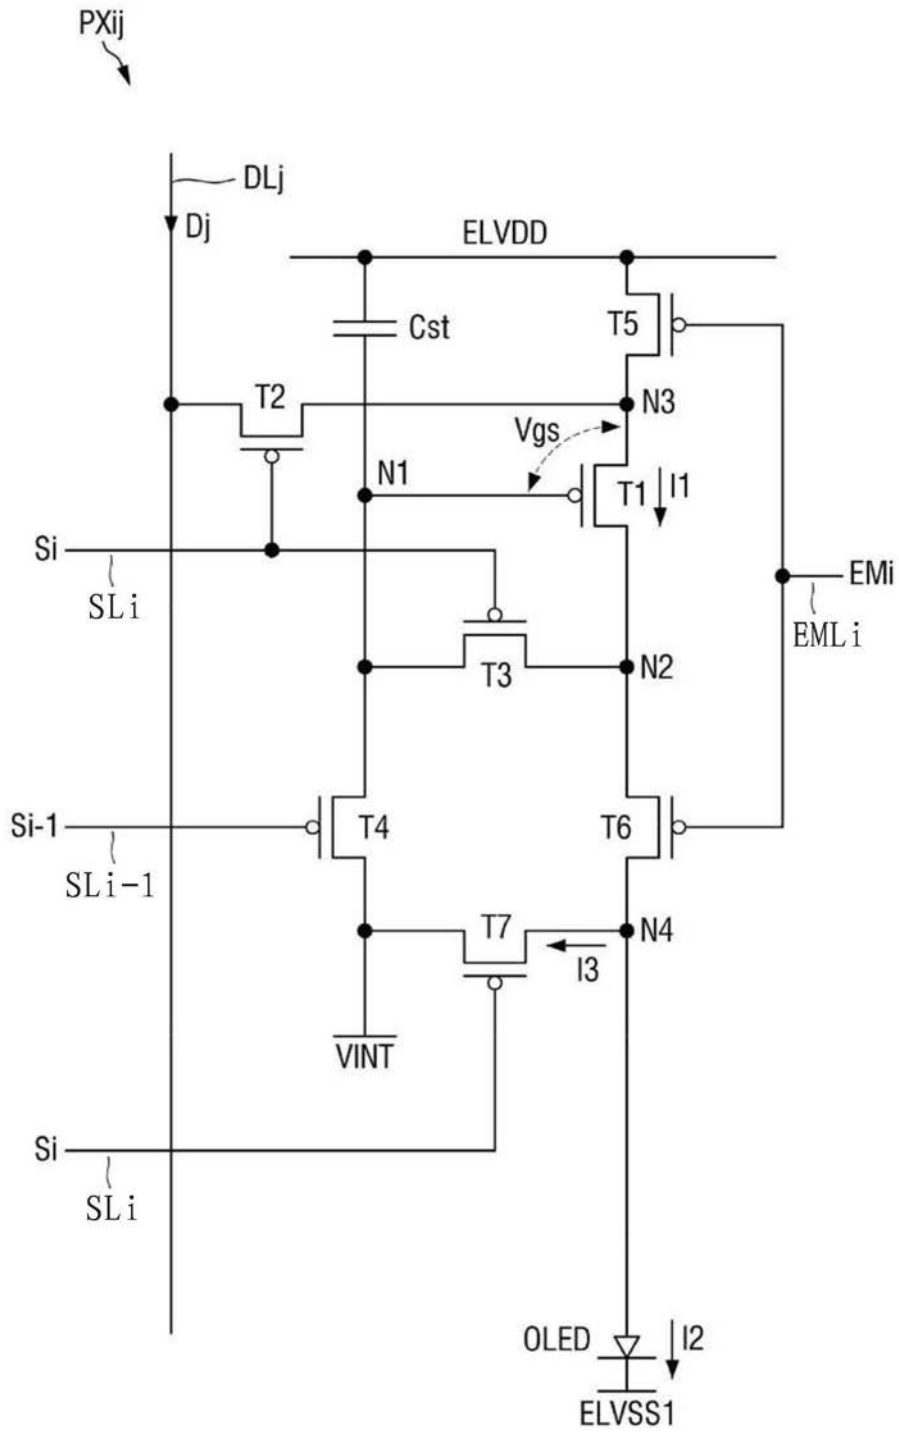 PXij
DLj
Dj
ELVDD
T5
Cst
T2
N3
Vgs
N1
T1
I1
Si
SLi
EMi
EMLi
T3
N2
Si-1
SLi-1
T4
T6
T7
N4
I3
VINT
Si
SLi
OLED
I2
ELVSS1